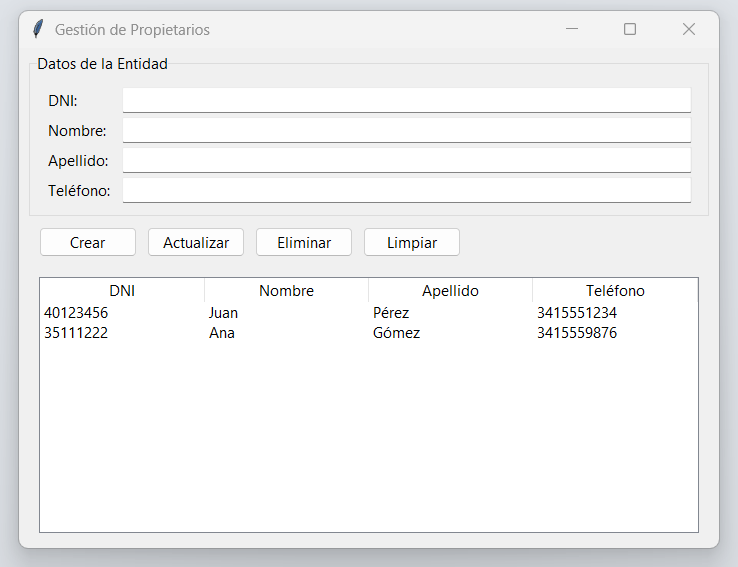 Gestión de Propietarios
Datos de la Entidad
DNI:
Nombre:
Apellido:
Teléfono:
Crear Actualizar Eliminar Limpiar
DNI Nombre Apellido Teléfono
40123456 Juan Pérez 3415551234
35111222 Ana Gómez 3415559876